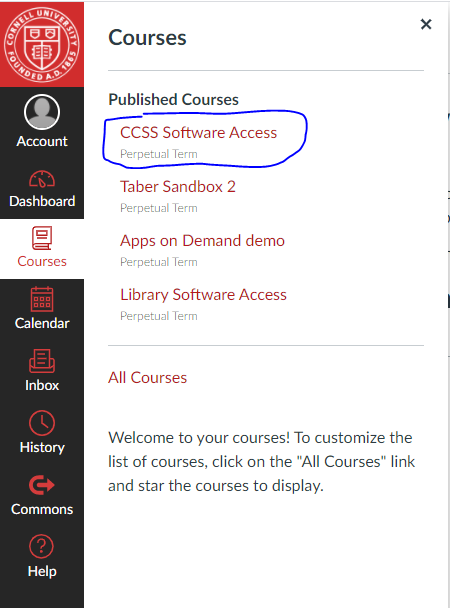 CORNELL UNIVERSITY
FOUNDED A.D. 1865
Account
Dashboard
Courses
Calendar
Inbox
History
Commons
Help
Courses
×
Published Courses
CCSS Software Access
Perpetual Term
Taber Sandbox 2
Perpetual Term
Apps on Demand demo
Perpetual Term
Library Software Access
Perpetual Term
All Courses
Welcome to your courses! To customize the
list of courses, click on the "All Courses" link
and star the courses to display.